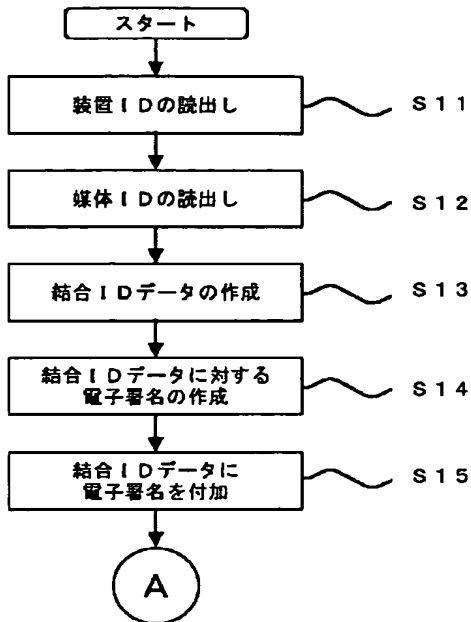 スタート
装置IDの読出し
S11
媒体IDの読出し
S12
結合IDデータの作成
S13
結合IDデータに対する
電子署名の作成
S14
結合IDデータに
電子署名を付加
S15
A